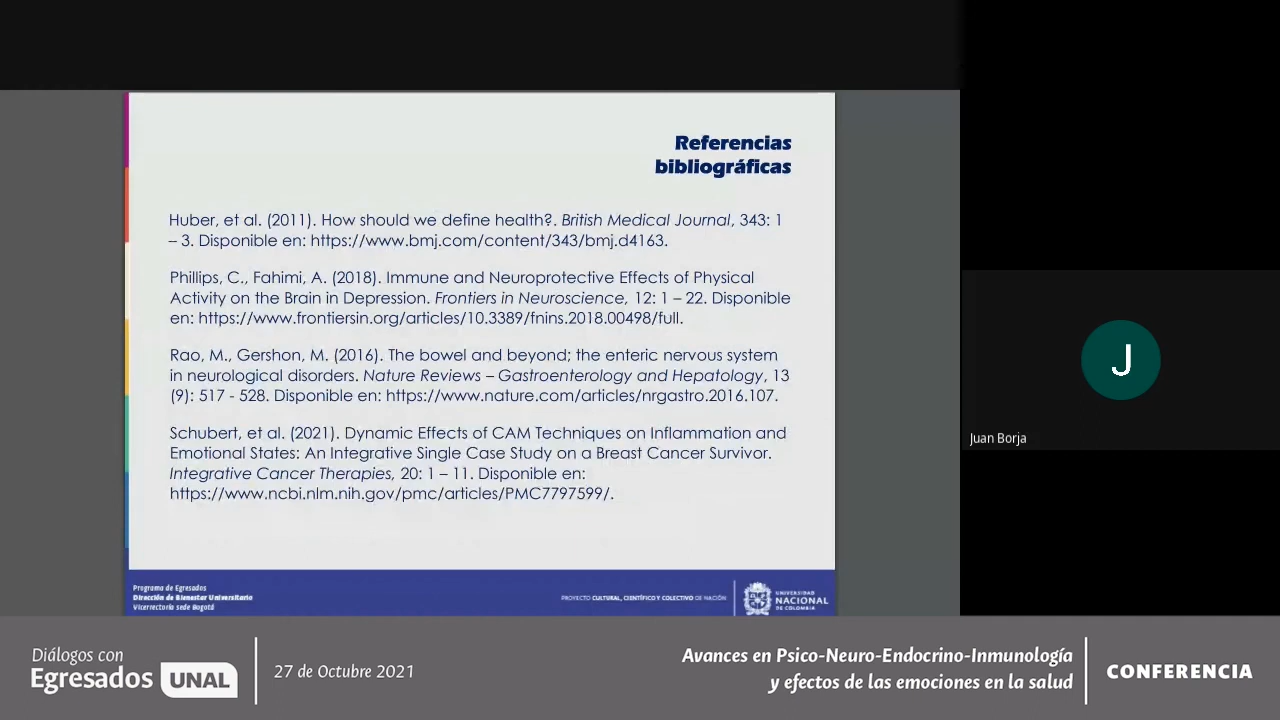 Referencias
bibliográficas
Huber, et al. (2011). How should we define health?. British Medical Journal, 343: 1
– 3. Disponible en: https://www.bmj.com/content/343/bmj.d4163.
Phillips, C., Fahimi, A. (2018). Immune and Neuroprotective Effects of Physical
Activity on the Brain in Depression. Frontiers in Neuroscience, 12: 1 – 22. Disponible
en: https://www.frontiersin.org/articles/10.3389/fnins.2018.00498/full.
Rao, M., Gershon, M. (2016). The bowel and beyond; the enteric nervous system
in neurological disorders. Nature Reviews – Gastroenterology and Hepatology, 13
(9): 517 - 528. Disponible en: https://www.nature.com/articles/nrgastro.2016.107.
Schubert, et al. (2021). Dynamic Effects of CAM Techniques on Inflammation and
Emotional States: An Integrative Single Case Study on a Breast Cancer Survivor.
Integrative Cancer Therapies, 20: 1 – 11. Disponible en:
https://www.ncbi.nlm.nih.gov/pmc/articles/PMC7797599/.
Programa de Egresados
Dirección de Bienestar Universitario
Vicerrectoría sede Bogotá
PROYECTO CULTURAL, CIENTÍFICO Y COLECTIVO DE NACIÓN
UNIVERSIDAD
NACIONAL
DE COLOMBIA
J
Juan Borja
Diálogos con
Egresados UNAL
27 de Octubre 2021
Avances en Psico-Neuro-Endocrino-Inmunología
y efectos de las emociones en la salud
CONFERENCIA